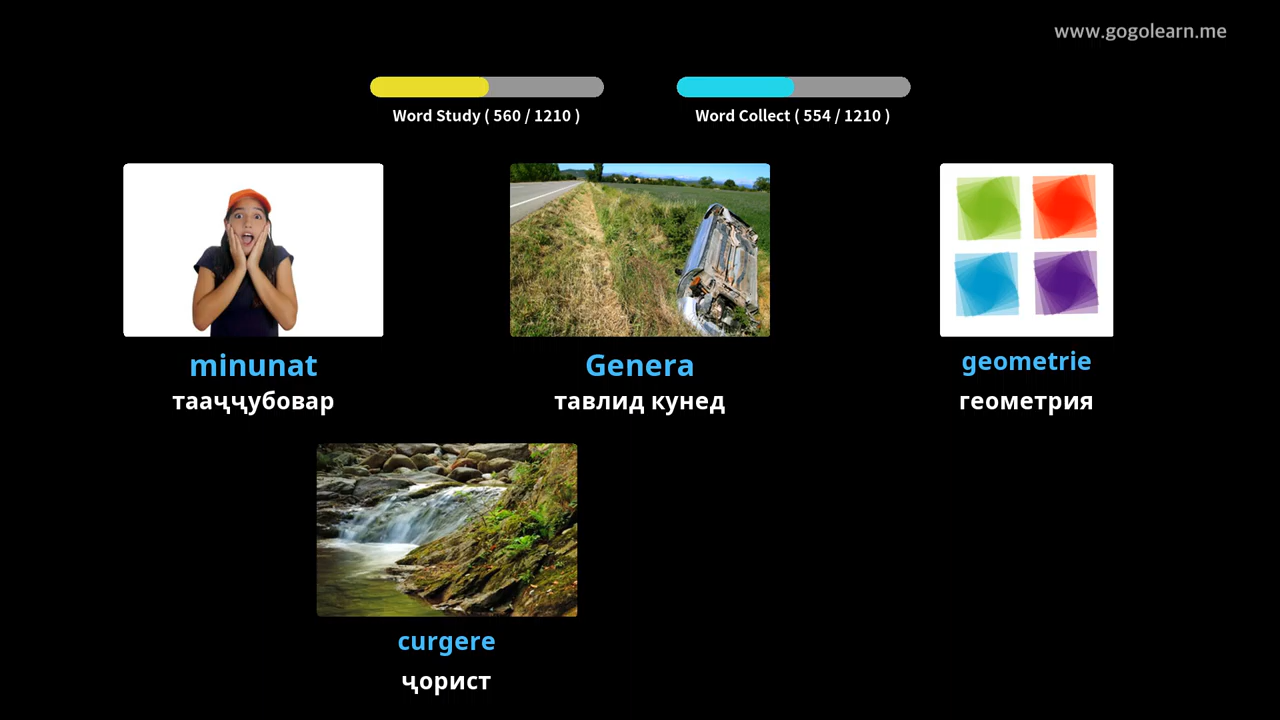 www.gogolearn.me
Word Study ( 560 / 1210 )
Word Collect ( 554 / 1210 )
minunat
тааҷҷубовар
Genera
тавлид кунед
geometrie
геометрия
curgere
ҷорист